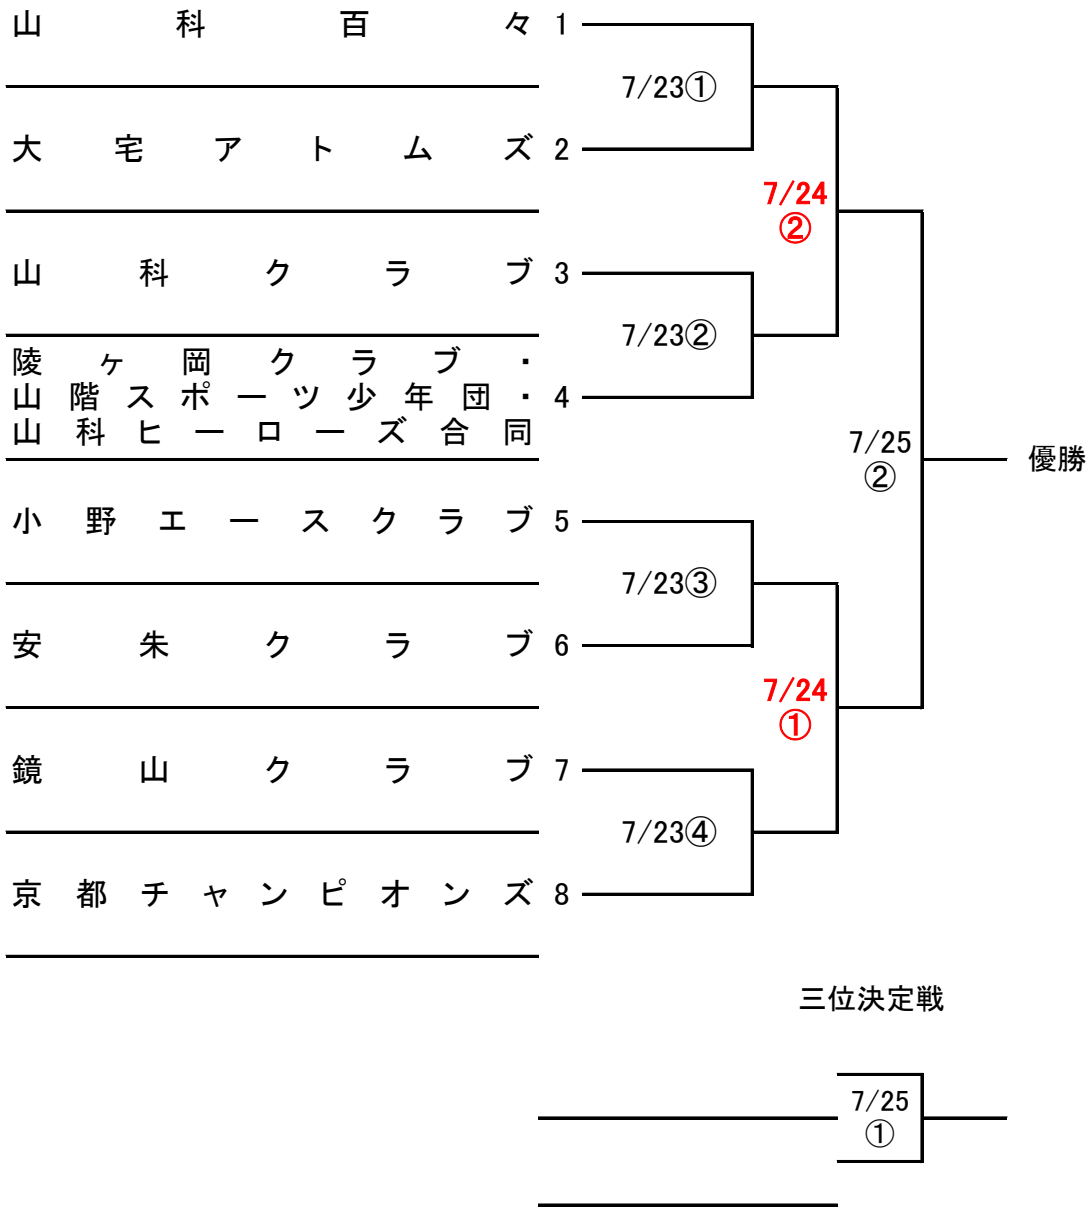 山科百々 1
7/23①
大宅アトムズ 2
7/24
②
山科クラブ 3
7/23②
陵ヶ岡クラブ・
山階スポーツ少年団・ 4
山科ヒーローズ合同
7/25
②
優勝
小野エースクラブ 5
7/23③
安朱クラブ 6
7/24
①
鏡山クラブ 7
7/23④
京都チャンピオンズ 8
三位決定戦
7/25
①